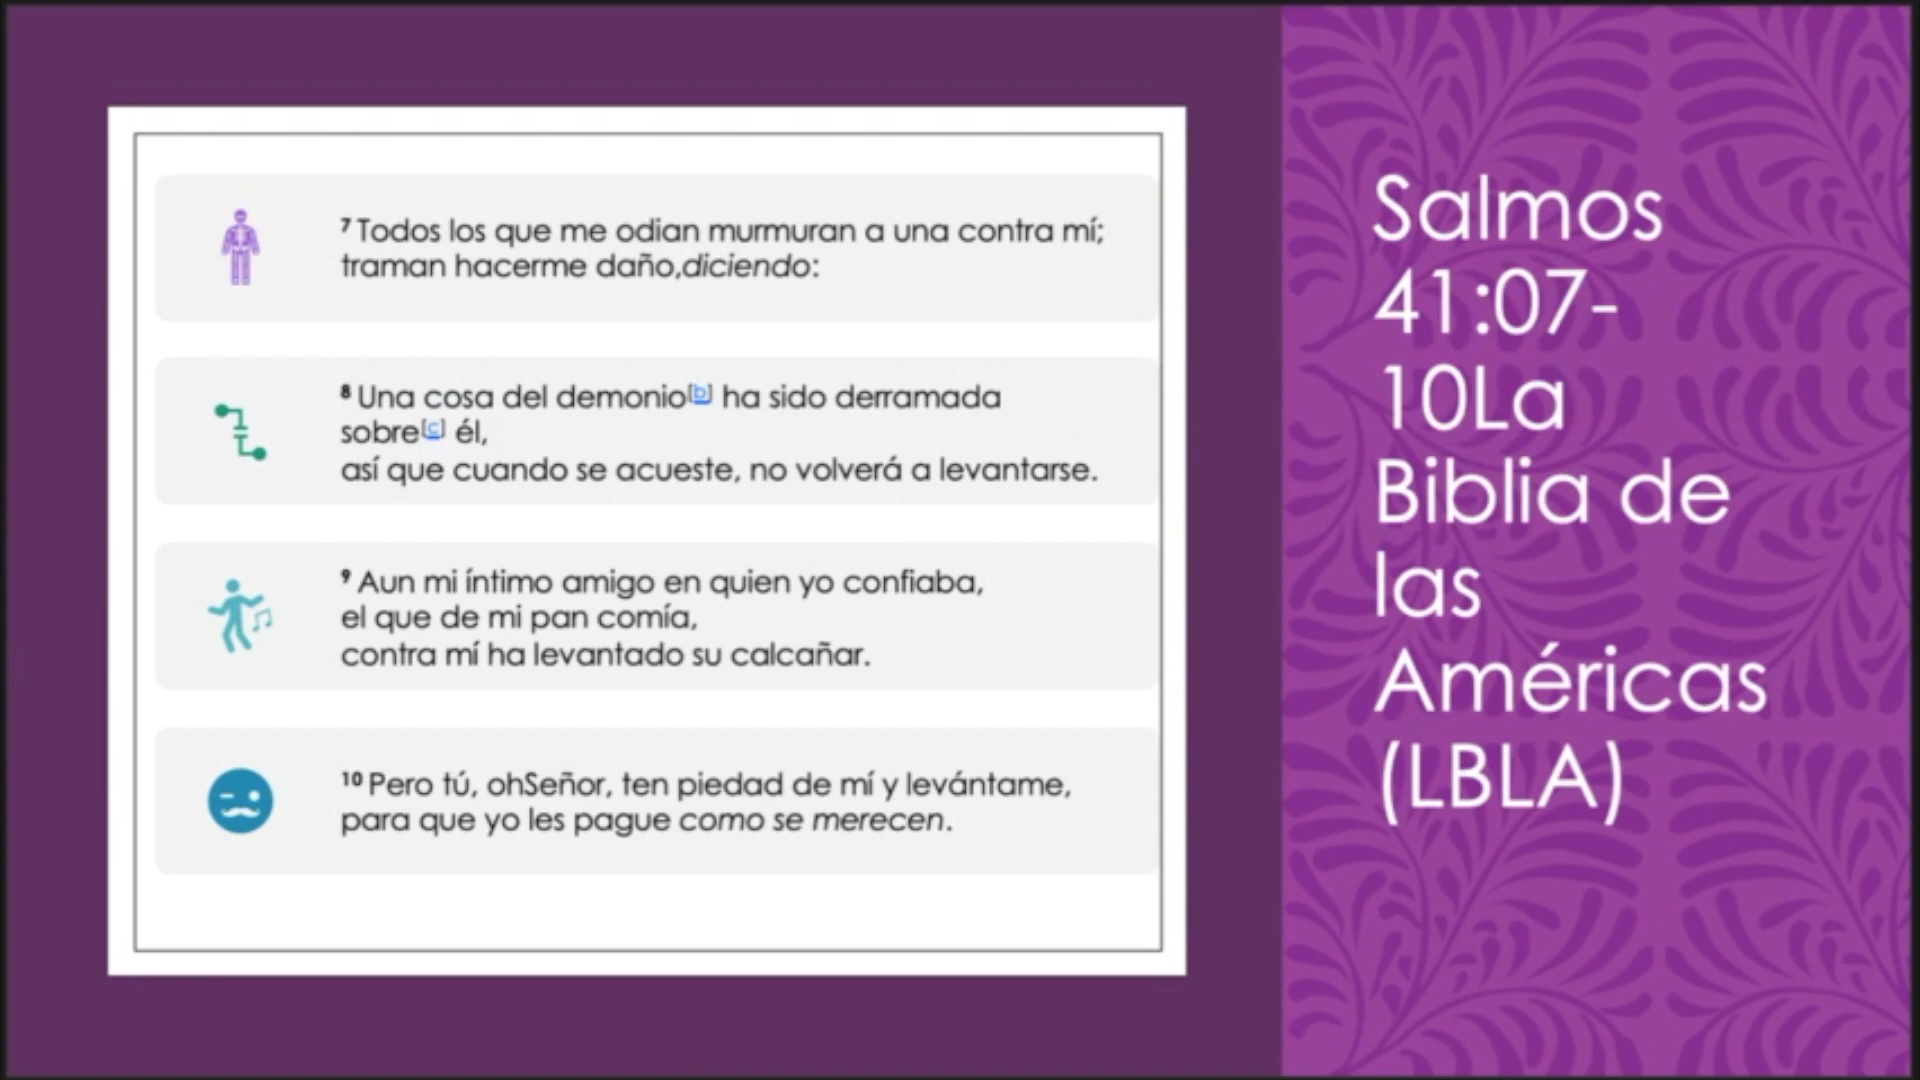 ⁷ Todos los que me odian murmuran a una contra mí;
traman hacerme daño,diciendo:
⁸ Una cosa del demonio[b] ha sido derramada
sobre[c] él,
así que cuando se acueste, no volverá a levantarse.
⁹ Aun mi íntimo amigo en quien yo confiaba,
el que de mi pan comía,
contra mí ha levantado su calcañar.
¹⁰ Pero tú, ohSeñor, ten piedad de mí y levántame,
para que yo les pague como se merecen.
Salmos
41:07-
10La
Biblia de
las
Américas
(LBLA)